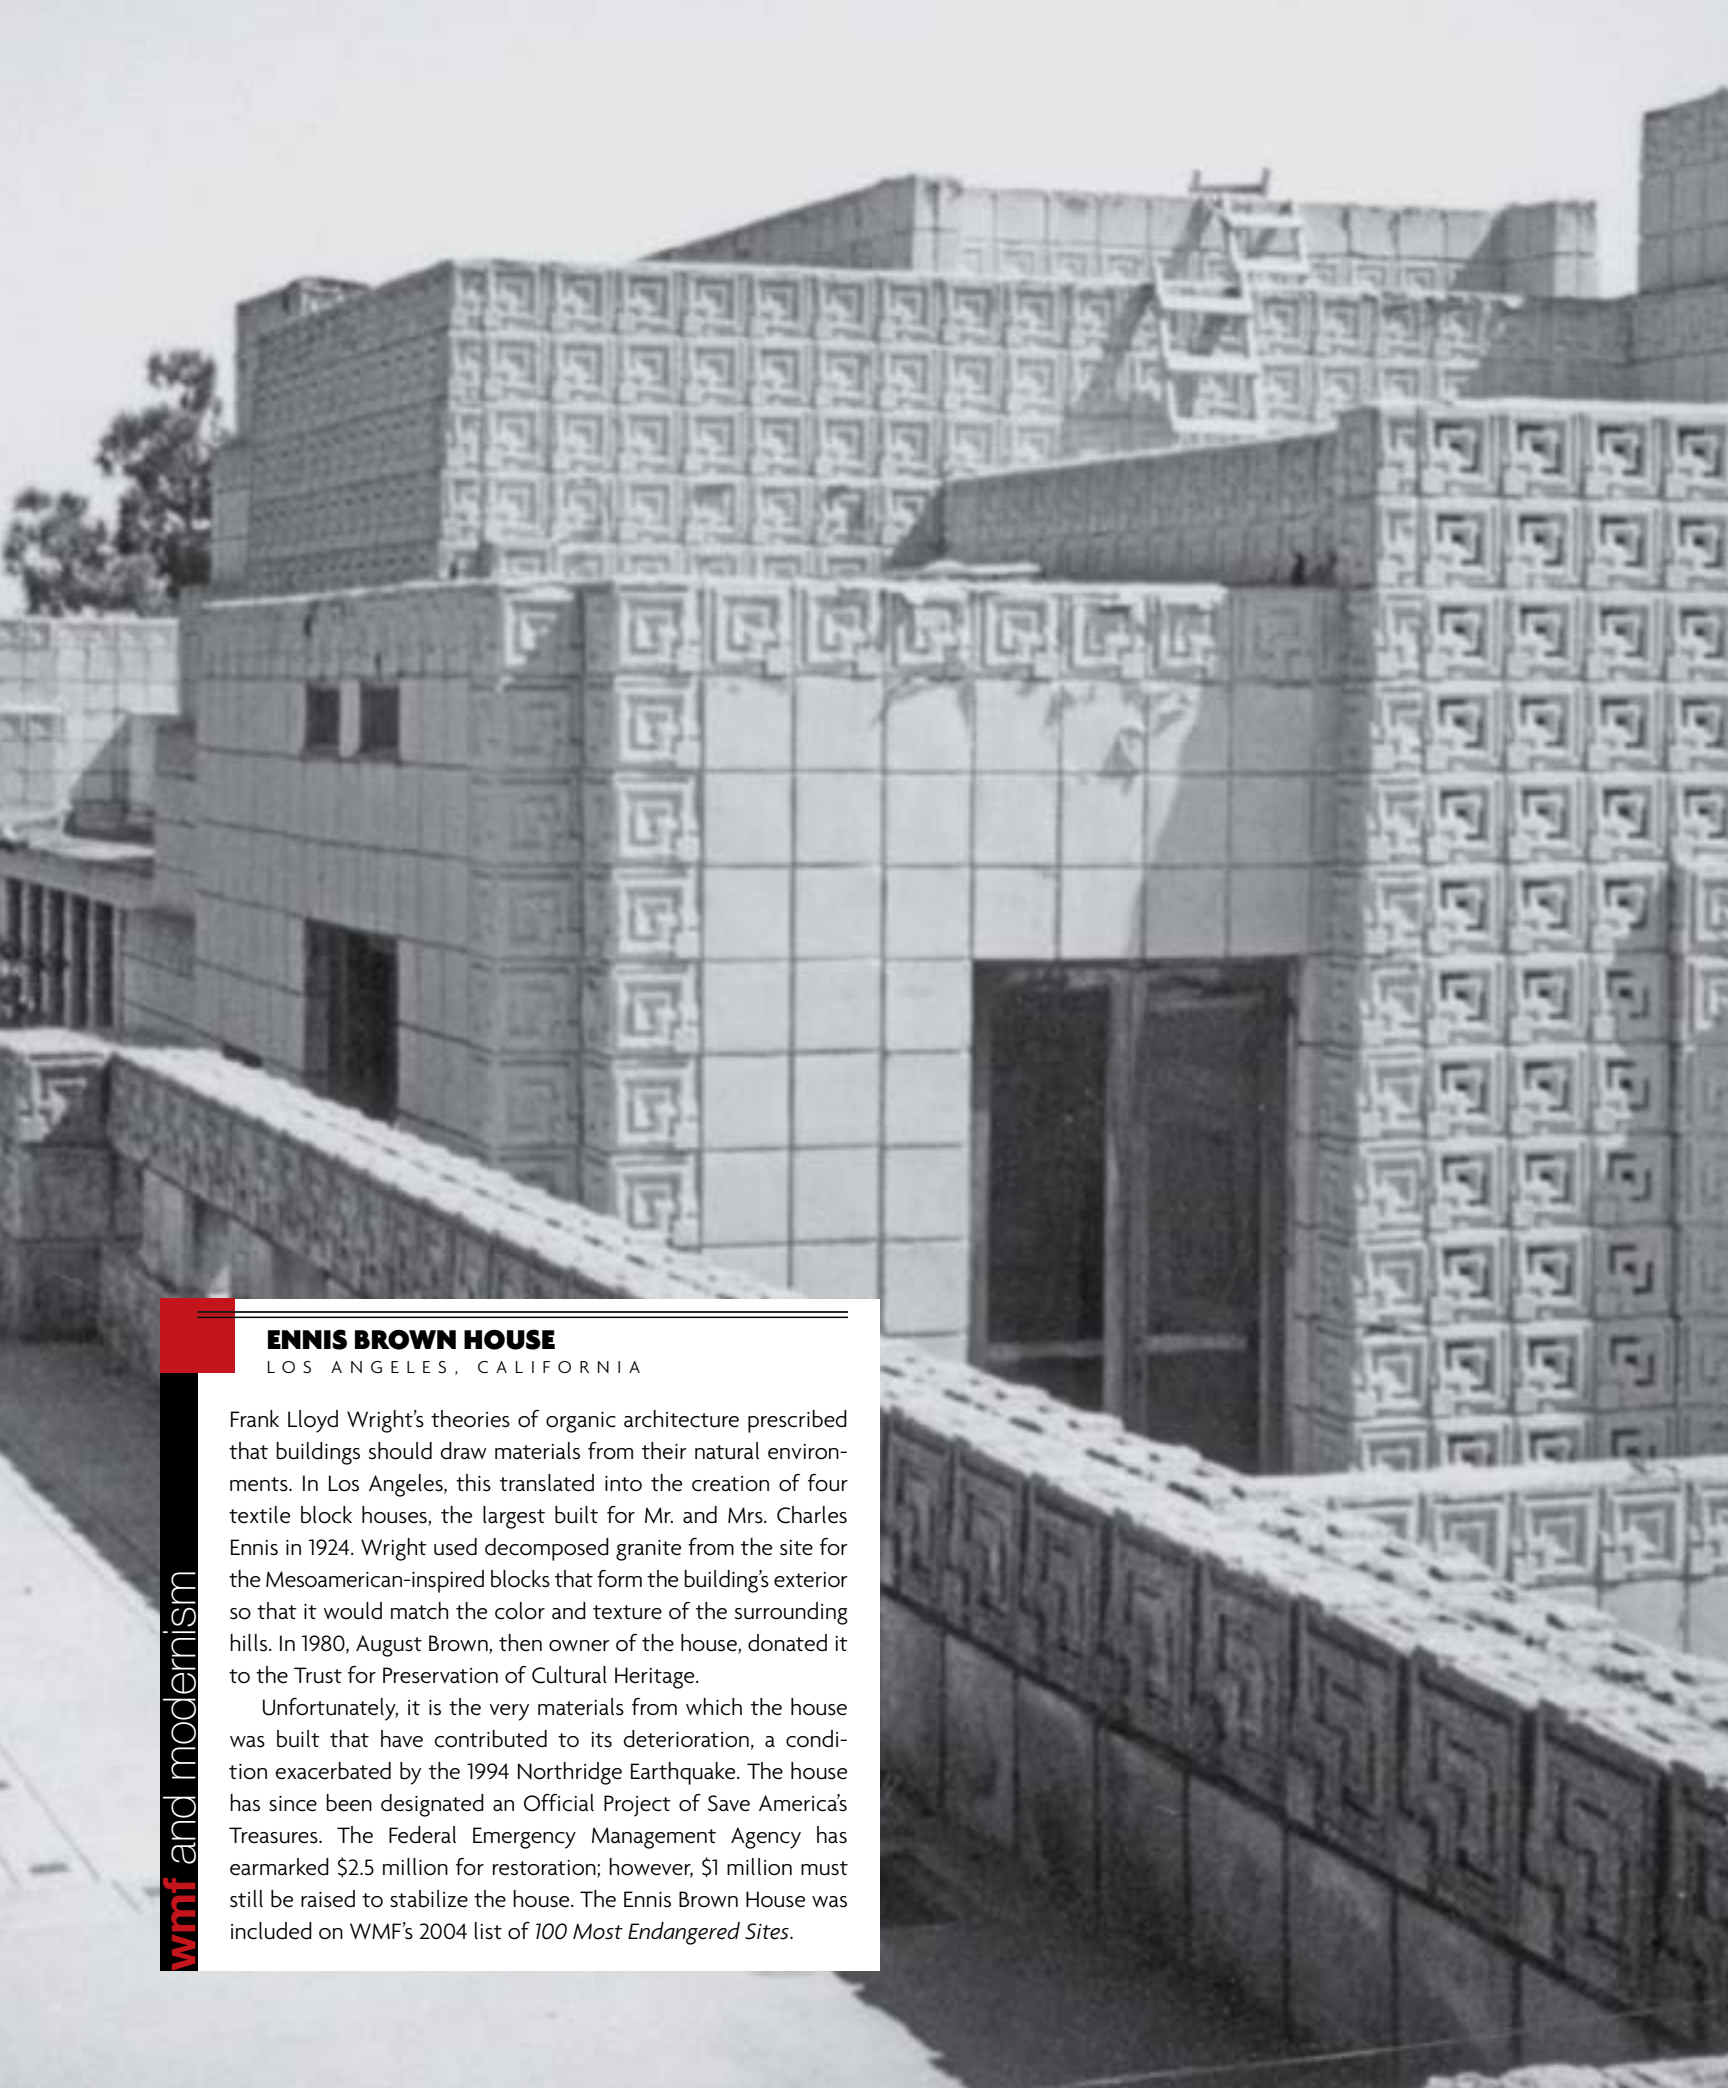 ENNIS BROWN HOUSE
LOS ANGELES, CALIFORNIA
Frank Lloyd Wright’s theories of organic architecture prescribed
that buildings should draw materials from their natural environ-
ments. In Los Angeles, this translated into the creation of four
textile block houses, the largest built for Mr. and Mrs. Charles
Ennis in 1924. Wright used decomposed granite from the site for
the Mesoamerican-inspired blocks that form the building’s exterior
so that it would match the color and texture of the surrounding
hills. In 1980, August Brown, then owner of the house, donated it
to the Trust for Preservation of Cultural Heritage.
Unfortunately, it is the very materials from which the house
was built that have contributed to its deterioration, a condi-
tion exacerbated by the 1994 Northridge Earthquake. The house
has since been designated an Official Project of Save America’s
Treasures. The Federal Emergency Management Agency has
earmarked $2.5 million for restoration; however, $1 million must
still be raised to stabilize the house. The Ennis Brown House was
included on WMF’s 2004 list of 100 Most Endangered Sites.
wmf and modernism